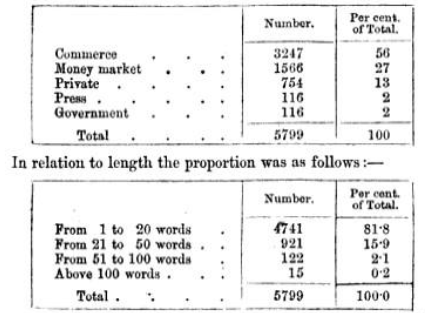 Number. Per cent. of Total.
Commerce . . . 3247 56
Money market . . . 1566 27
Private . . . . 754 13
Press . . . . . 116 2
Government . . . 116 2
Total . . . . 5799 100
In relation to length the proportion was as follows :—
Number. Per cent. of Total.
From 1 to 20 words . 4741 81·8
From 21 to 50 words . . 921 15·9
From 51 to 100 words . 122 2·1
Above 100 words . . . 15 0·2
Total . . . . 5799 100·0